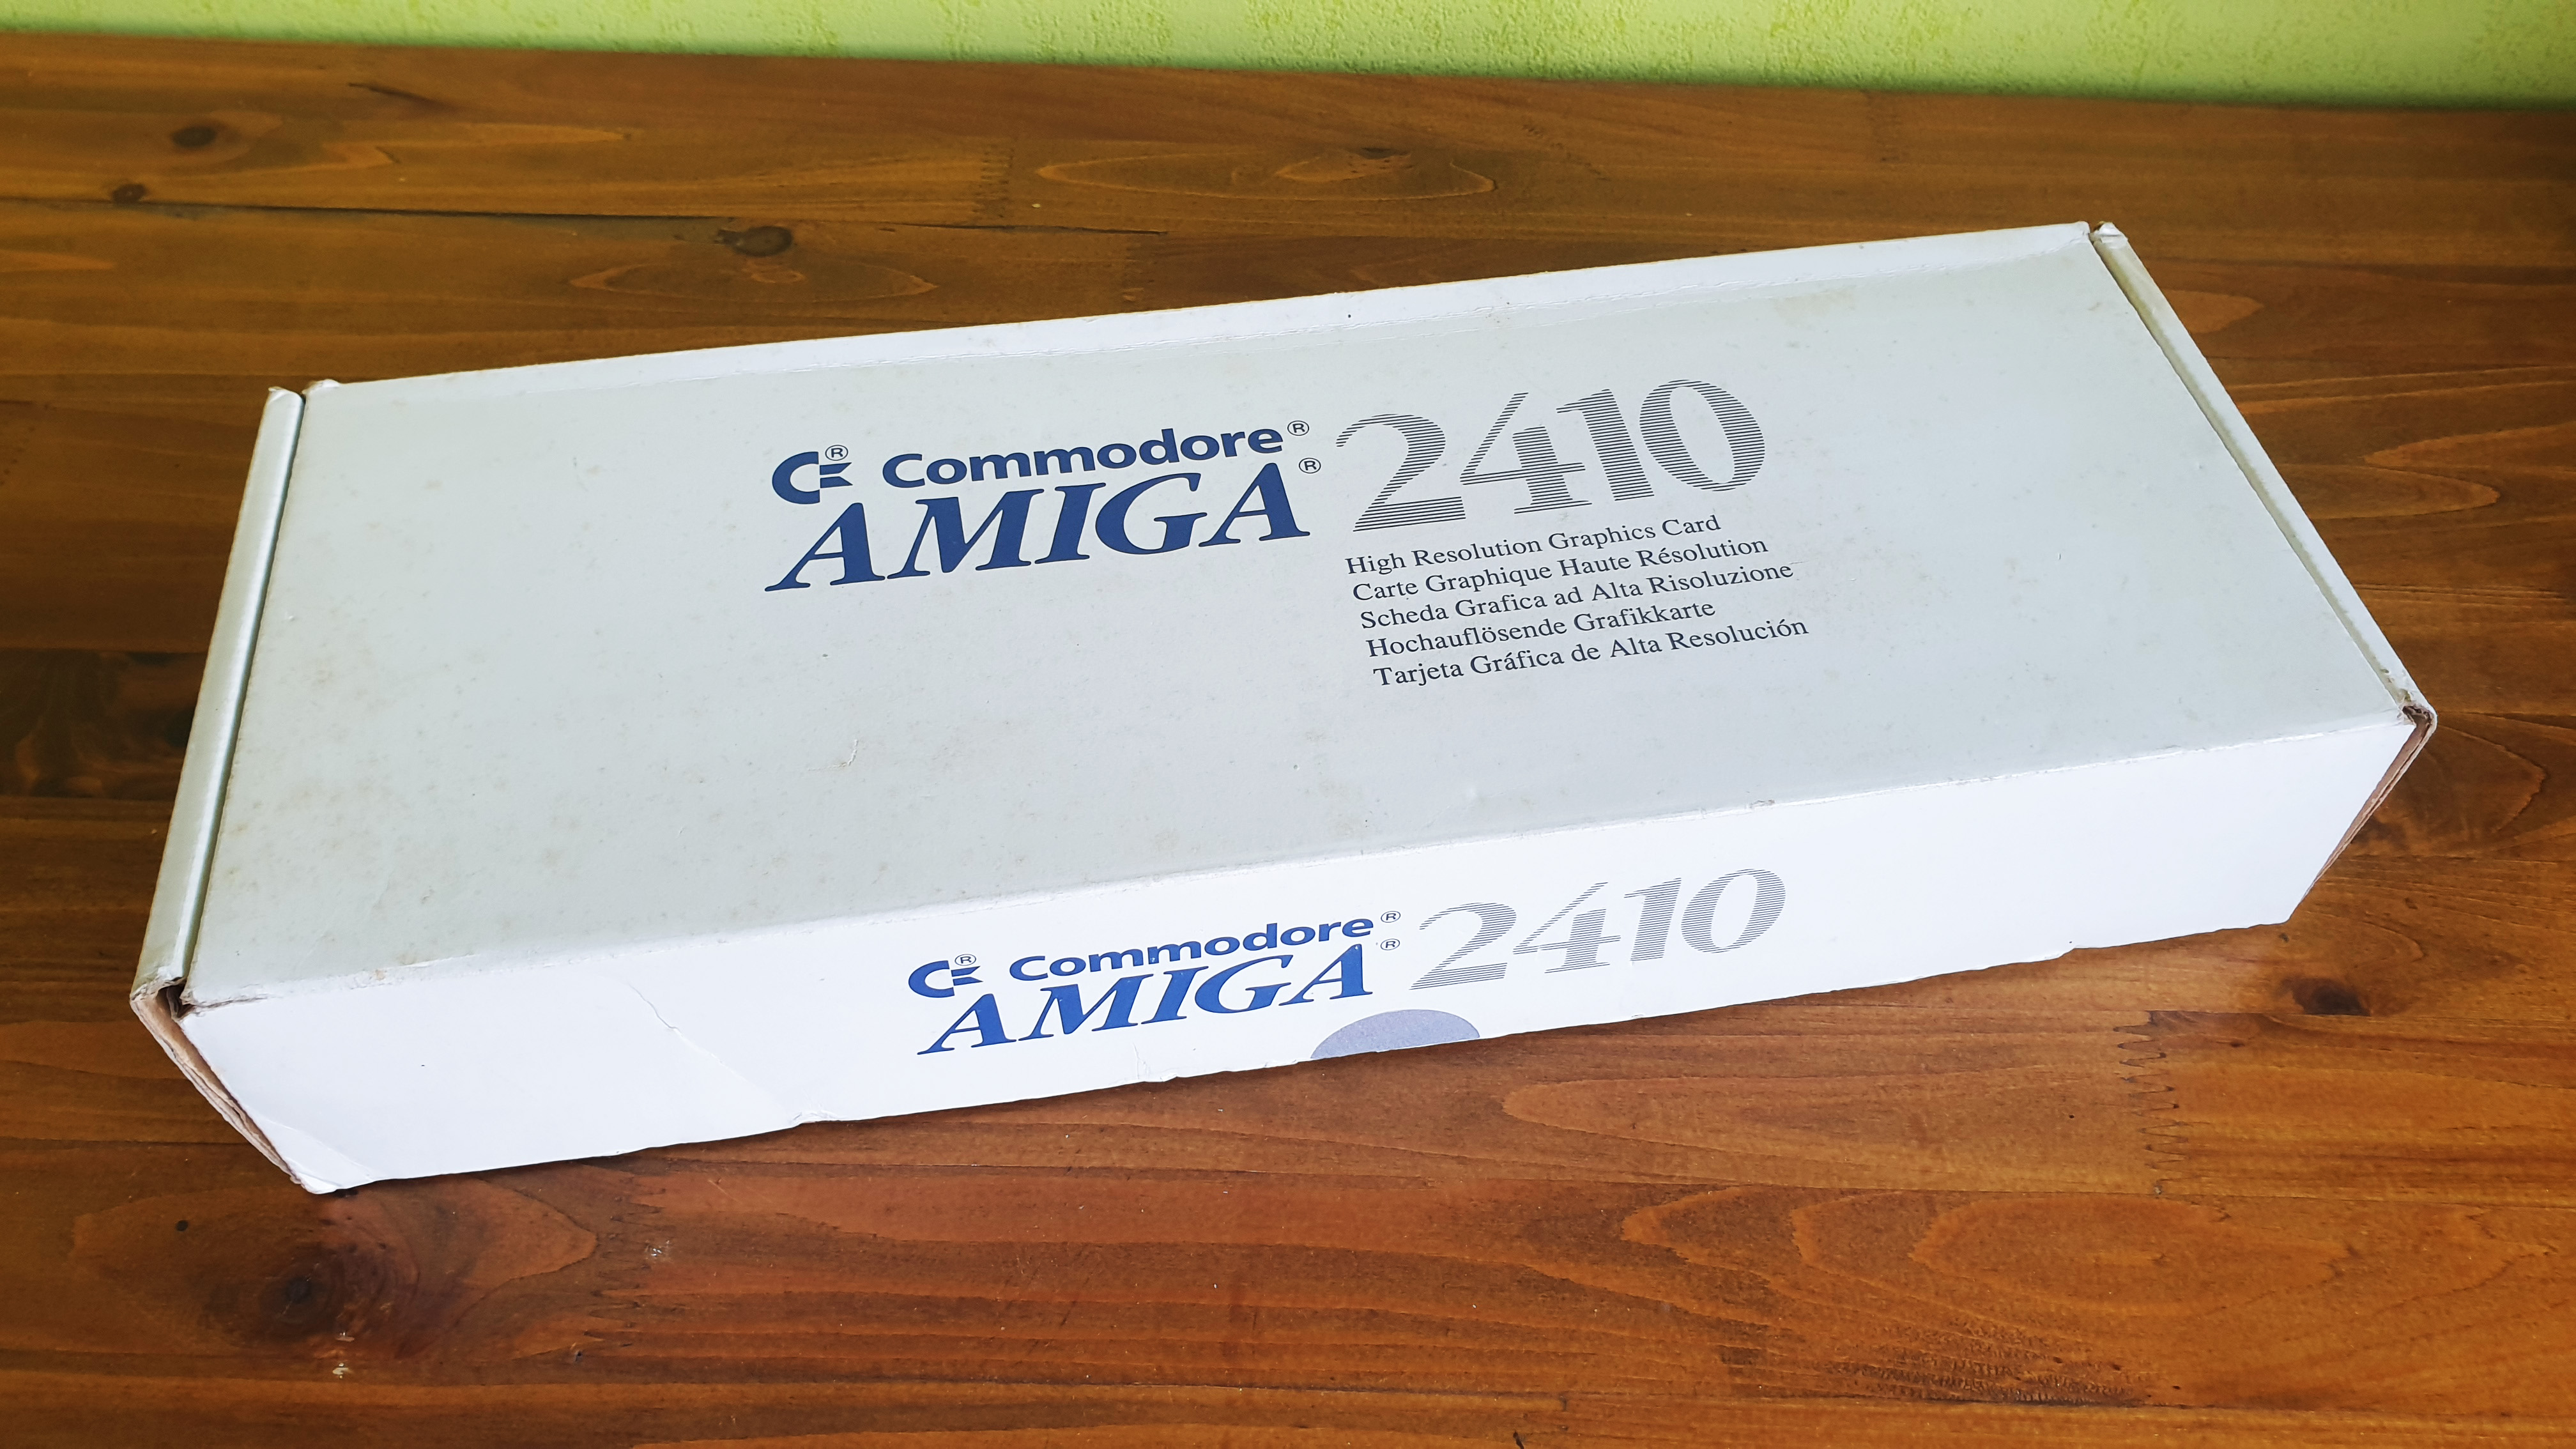 Commodore®
AMIGA® 2410
High Resolution Graphics Card
Carte Graphique Haute Résolution
Scheda Grafica ad Alta Risoluzione
Hochauflösende Grafikkarte
Tarjeta Gráfica de Alta Resolución
Commodore®
AMIGA® 2410